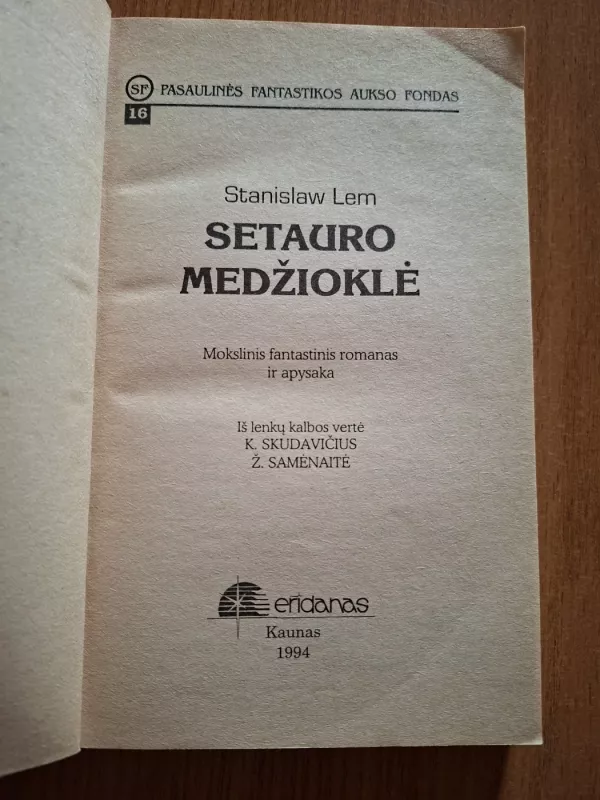 SF PASAULINĖS FANTASTIKOS AUKSO FONDAS
16
Stanislaw Lem
SETAURO
MEDŽIOKLĖ
Mokslinis fantastinis romanas
ir apysaka
Iš lenkų kalbos vertė
K. SKUDAVIČIUS
Ž. SAMĖNAITĖ
eridanas
Kaunas
1994